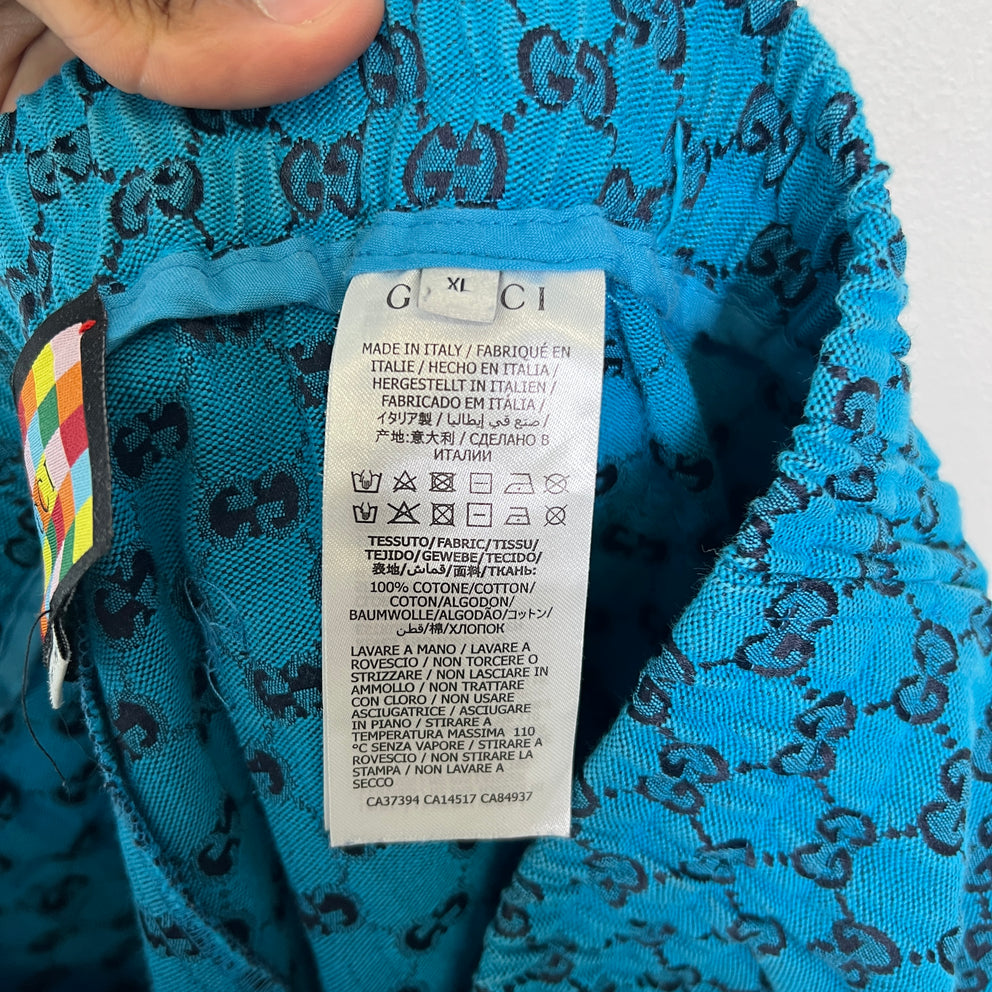 XL
G CI
MADE IN ITALY / FABRIQUÉ EN
ITALIE / HECHO EN ITALIA /
HERGESTELLT IN ITALIEN /
FABRICADO EM ITÁLIA /
イタリア製 / صنع في إيطاليا /
产地:意大利 / СДЕЛАНО В
ИТАЛИИ
TESSUTO/FABRIC/TISSU/
TEJIDO/GEWEBE/TECIDO/
表地/قماش/面料/ТКАНЬ:
100% COTONE/COTTON/
COTON/ALGODON/
BAUMWOLLE/ALGODÃO/コットン/
قطن/棉/ХЛОПОК
LAVARE A MANO / LAVARE A
ROVESCIO / NON TORCERE O
STRIZZARE / NON LASCIARE IN
AMMOLLO / NON TRATTARE
CON CLORO / NON USARE
ASCIUGATRICE / ASCIUGARE
IN PIANO / STIRARE A
TEMPERATURA MASSIMA 110
°C SENZA VAPORE / STIRARE A
ROVESCIO / NON STIRARE LA
STAMPA / NON LAVARE A
SECCO
CA37394 CA14517 CA84937